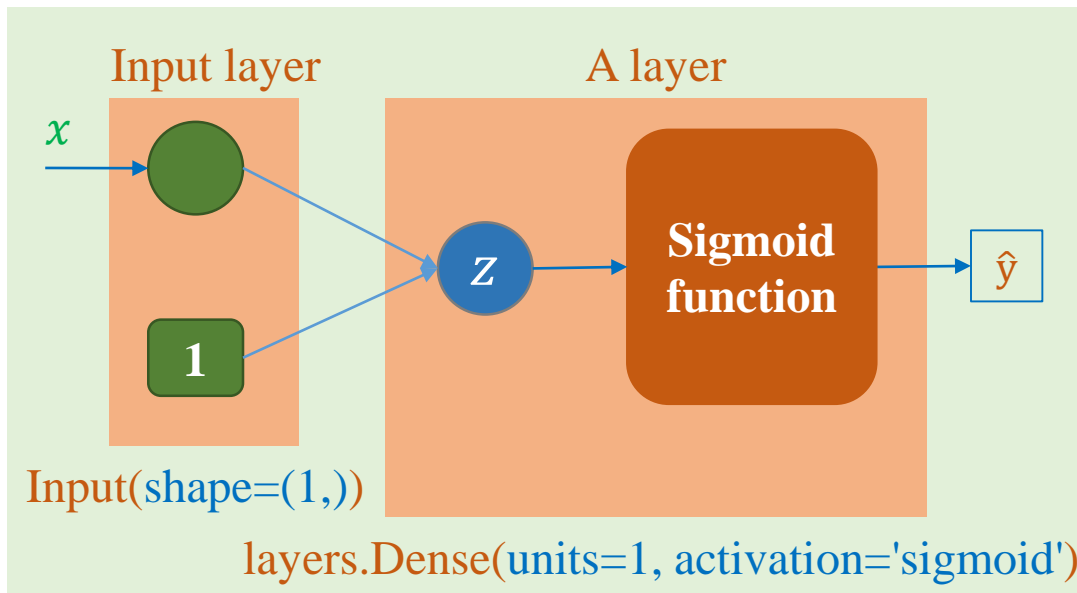 Input layer
A layer
x
Sigmoid
function
z
ŷ
1
Input(shape=(1,))
layers.Dense(units=1, activation='sigmoid')